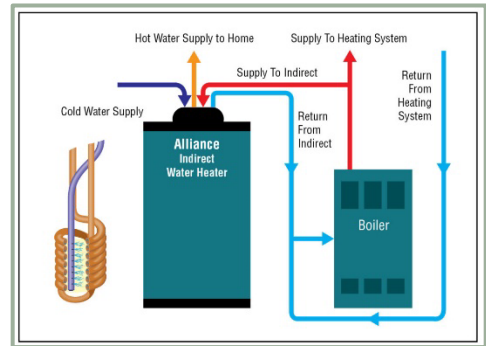 Hot Water Supply to Home
Supply To Heating System
Supply To Indirect
Return
From
Heating
System
Cold Water Supply
Alliance
Indirect
Water Heater
Return
From
Indirect
Boiler